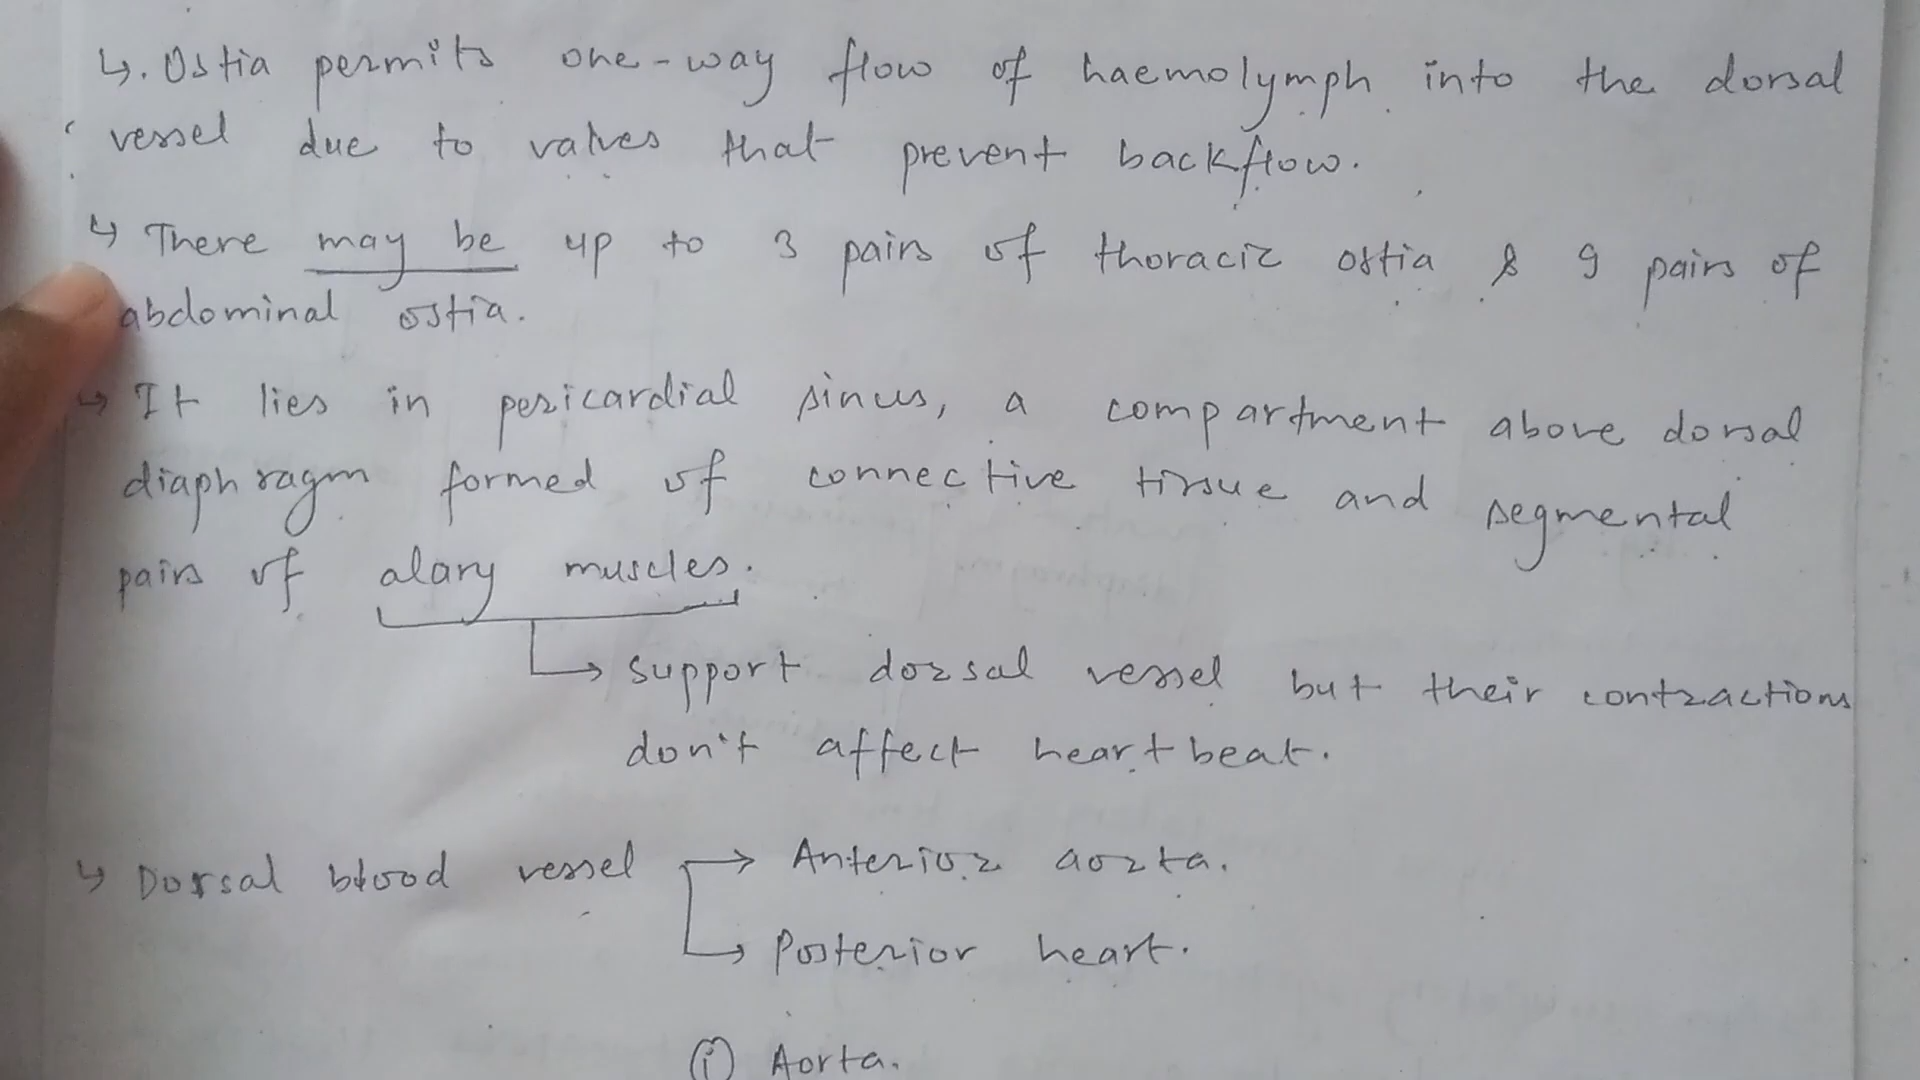 ↳. Ostia permits one-way flow of haemolymph into the dorsal
vessel due to valves that prevent backflow.
↳ There may be up to 3 pairs of thoracic ostia & 9 pairs of
abdominal ostia.
↳ It lies in pericardial sinus, a compartment above dorsal
diaphragm formed of connective tissue and segmental
pairs of alary muscles.
↳ support dorsal vessel but their contractions
don't affect heartbeat.
↳ Dorsal blood vessel → Anterior aorta.
↳ Posterior heart.
(i) Aorta.